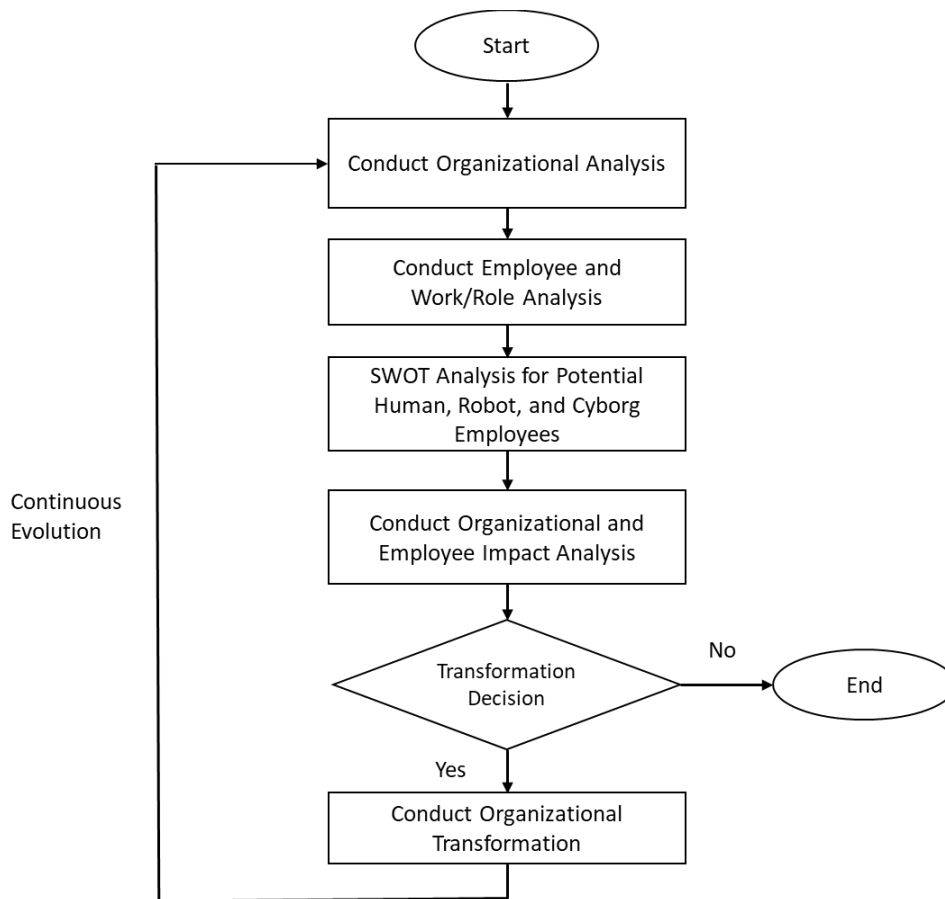 Start
Conduct Organizational Analysis
Conduct Employee and
Work/Role Analysis
SWOT Analysis for Potential
Human, Robot, and Cyborg
Employees
Continuous
Evolution
Conduct Organizational and
Employee Impact Analysis
Transformation
Decision
No
End
Yes
Conduct Organizational
Transformation